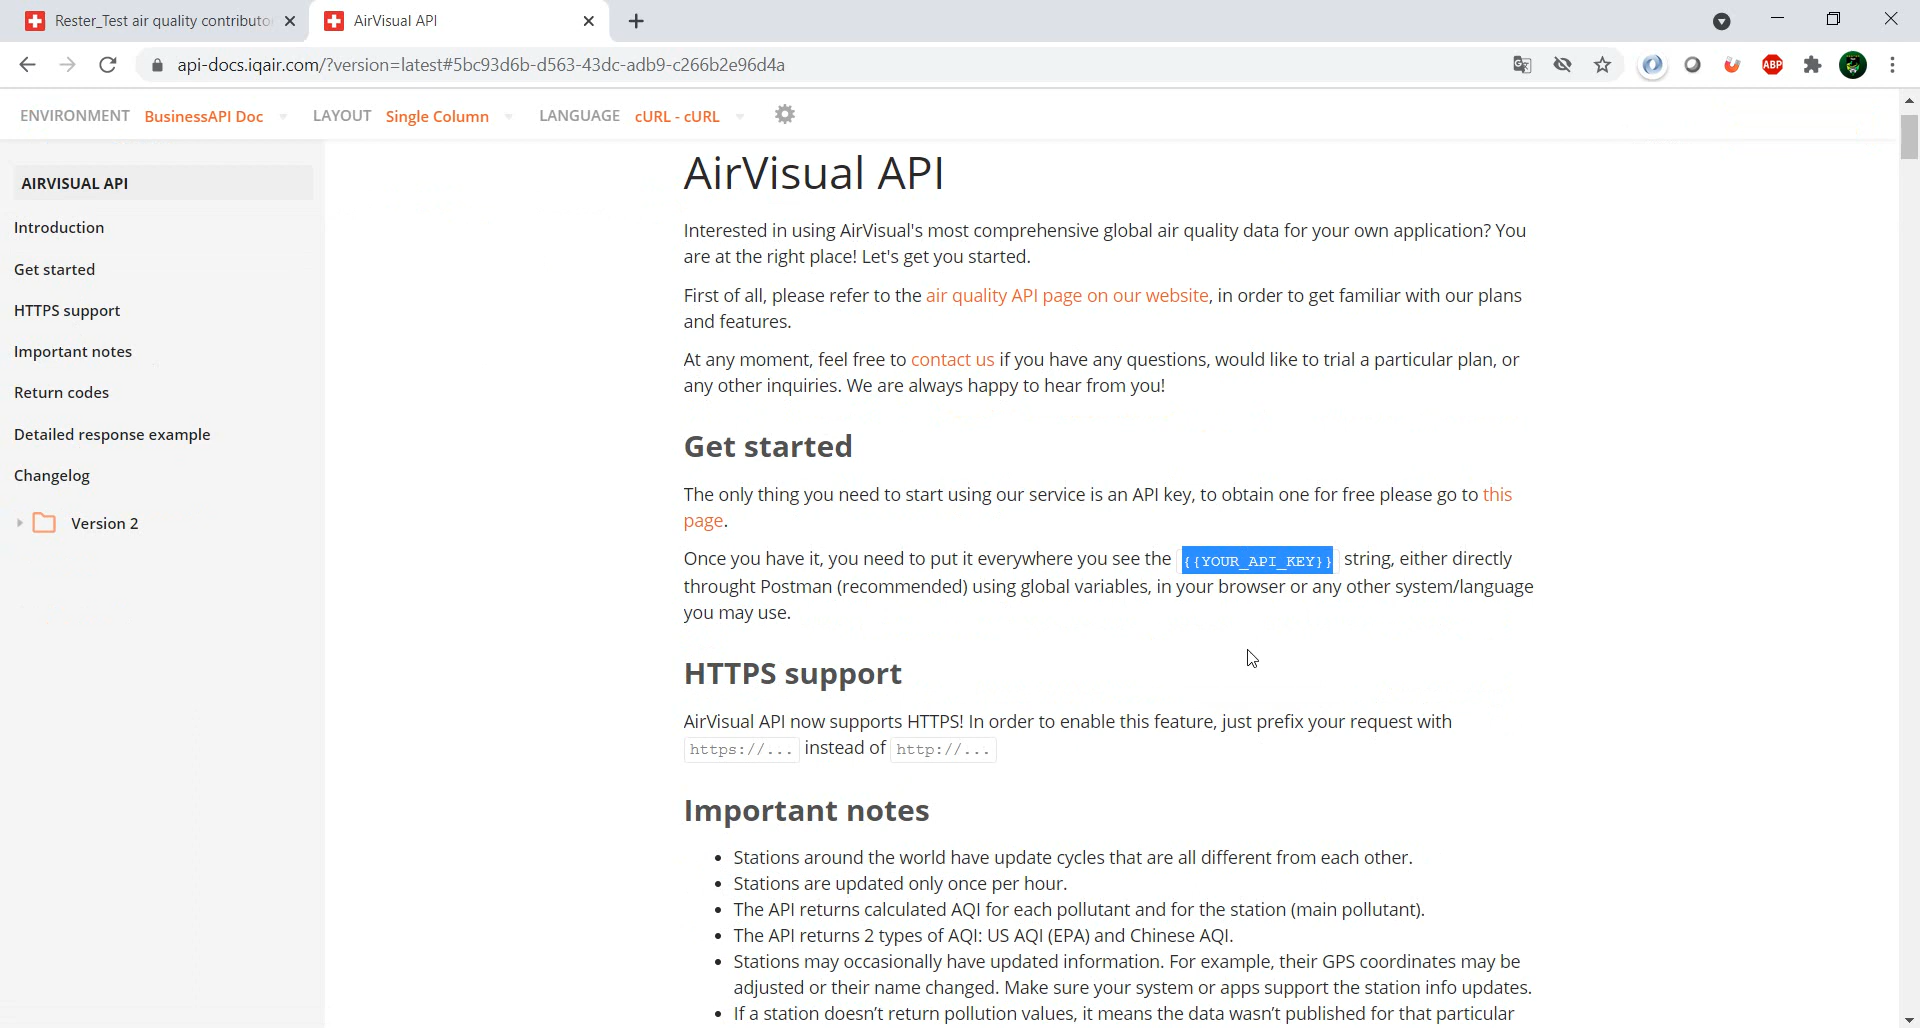 Rester_Test air quality contributo
AirVisual API
api-docs.iqair.com/?version=latest#5bc93d6b-d563-43dc-adb9-c266b2e96d4a
ABP
ENVIRONMENT BusinessAPI Doc LAYOUT Single Column LANGUAGE cURL - cURL
AIRVISUAL API
Introduction
Get started
HTTPS support
Important notes
Return codes
Detailed response example
Changelog
Version 2
AirVisual API
Interested in using AirVisual's most comprehensive global air quality data for your own application? You
are at the right place! Let's get you started.
First of all, please refer to the air quality API page on our website, in order to get familiar with our plans
and features.
At any moment, feel free to contact us if you have any questions, would like to trial a particular plan, or
any other inquiries. We are always happy to hear from you!
Get started
The only thing you need to start using our service is an API key, to obtain one for free please go to this
page.
Once you have it, you need to put it everywhere you see the {{YOUR_API_KEY}} string, either directly
throught Postman (recommended) using global variables, in your browser or any other system/language
you may use.
HTTPS support
AirVisual API now supports HTTPS! In order to enable this feature, just prefix your request with
https://... instead of http://...
Important notes
• Stations around the world have update cycles that are all different from each other.
• Stations are updated only once per hour.
• The API returns calculated AQI for each pollutant and for the station (main pollutant).
• The API returns 2 types of AQI: US AQI (EPA) and Chinese AQI.
• Stations may occasionally have updated information. For example, their GPS coordinates may be
adjusted or their name changed. Make sure your system or apps support the station info updates.
• If a station doesn't return pollution values, it means the data wasn't published for that particular